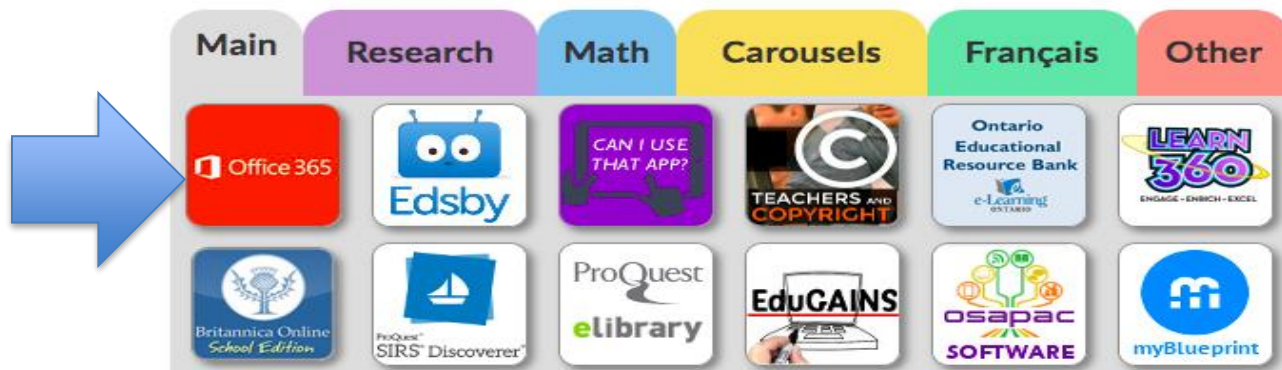 Main
Research
Math
Carousels
Français
Other
Office 365
Edsby
CAN I USE
THAT APP?
C
TEACHERS AND
COPYRIGHT
Ontario
Educational
Resource Bank
e-Learning
ONTARIO
LEARN
360
ENGAGE - ENRICH - EXCEL
Britannica Online
School Edition
ProQuest
SIRS® Discoverer®
ProQuest
elibrary
EduGAINS
osapac
SOFTWARE
m
myBlueprint